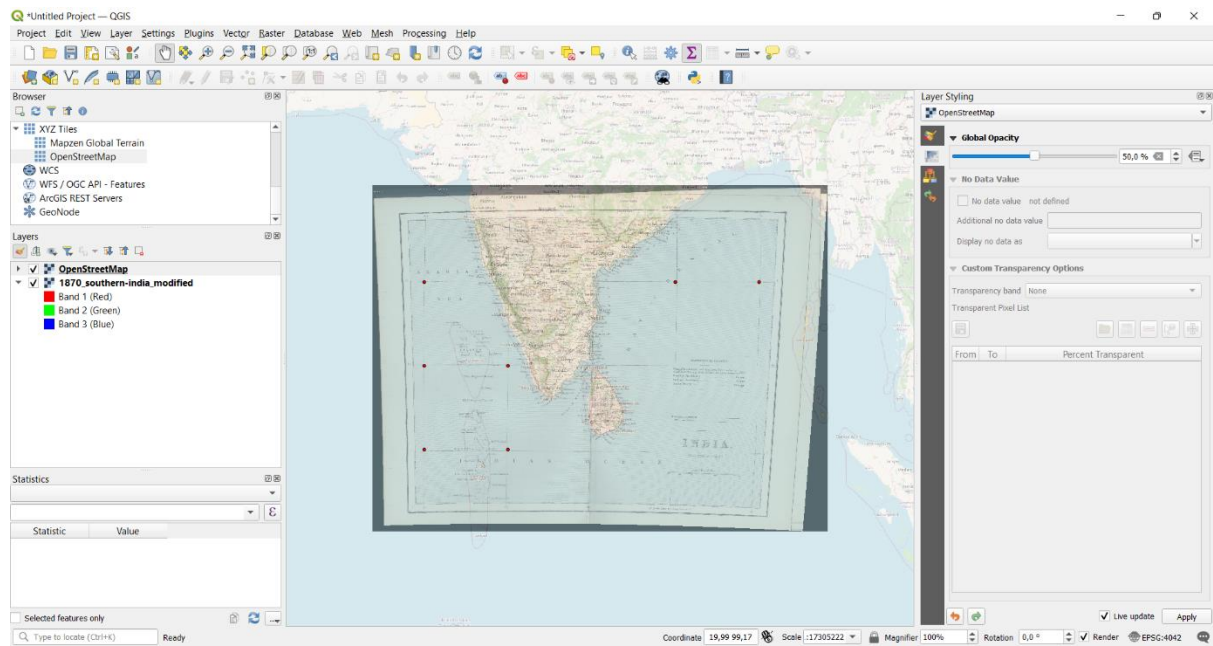 *Untitled Project — QGIS
Project Edit View Layer Settings Plugins Vector Raster Database Web Mesh Processing Help
Browser
XYZ Tiles
Mapzen Global Terrain
OpenStreetMap
WCS
WFS / OGC API - Features
ArcGIS REST Servers
GeoNode
Layers
OpenStreetMap
1870_southern-india_modified
Band 1 (Red)
Band 2 (Green)
Band 3 (Blue)
Statistics
Statistic Value
Selected features only
INDIA.
Layer Styling
OpenStreetMap
Global Opacity
50,0 %
No Data Value
No data value not defined
Additional no data value
Display no data as
Custom Transparency Options
Transparency band None
Transparent Pixel List
From To Percent Transparent
Live update Apply
Type to locate (Ctrl+K) Ready Coordinate 19,99 99,17 Scale :17305222 Magnifier 100% Rotation 0,0 ° Render EPSG:4042